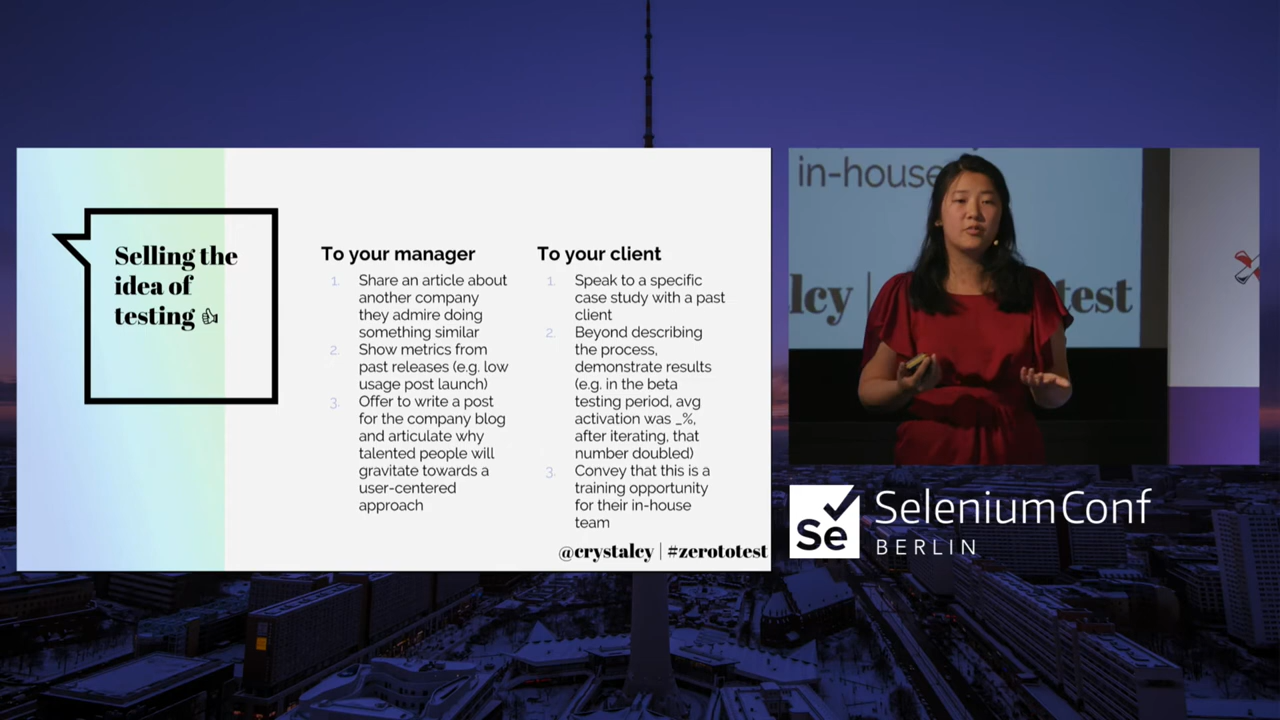 Selling the
idea of
testing 👍
To your manager
1. Share an article about
another company
they admire doing
something similar
2. Show metrics from
past releases (e.g. low
usage post launch)
3. Offer to write a post
for the company blog
and articulate why
talented people will
gravitate towards a
user-centered
approach
To your client
1. Speak to a specific
case study with a past
client
2. Beyond describing
the process,
demonstrate results
(e.g. in the beta
testing period, avg
activation was _%,
after iterating, that
number doubled)
3. Convey that this is a
training opportunity
for their in-house
team
@crystalcy | #zerototest
in-house
lcy | test
Se
SeleniumConf
BERLIN